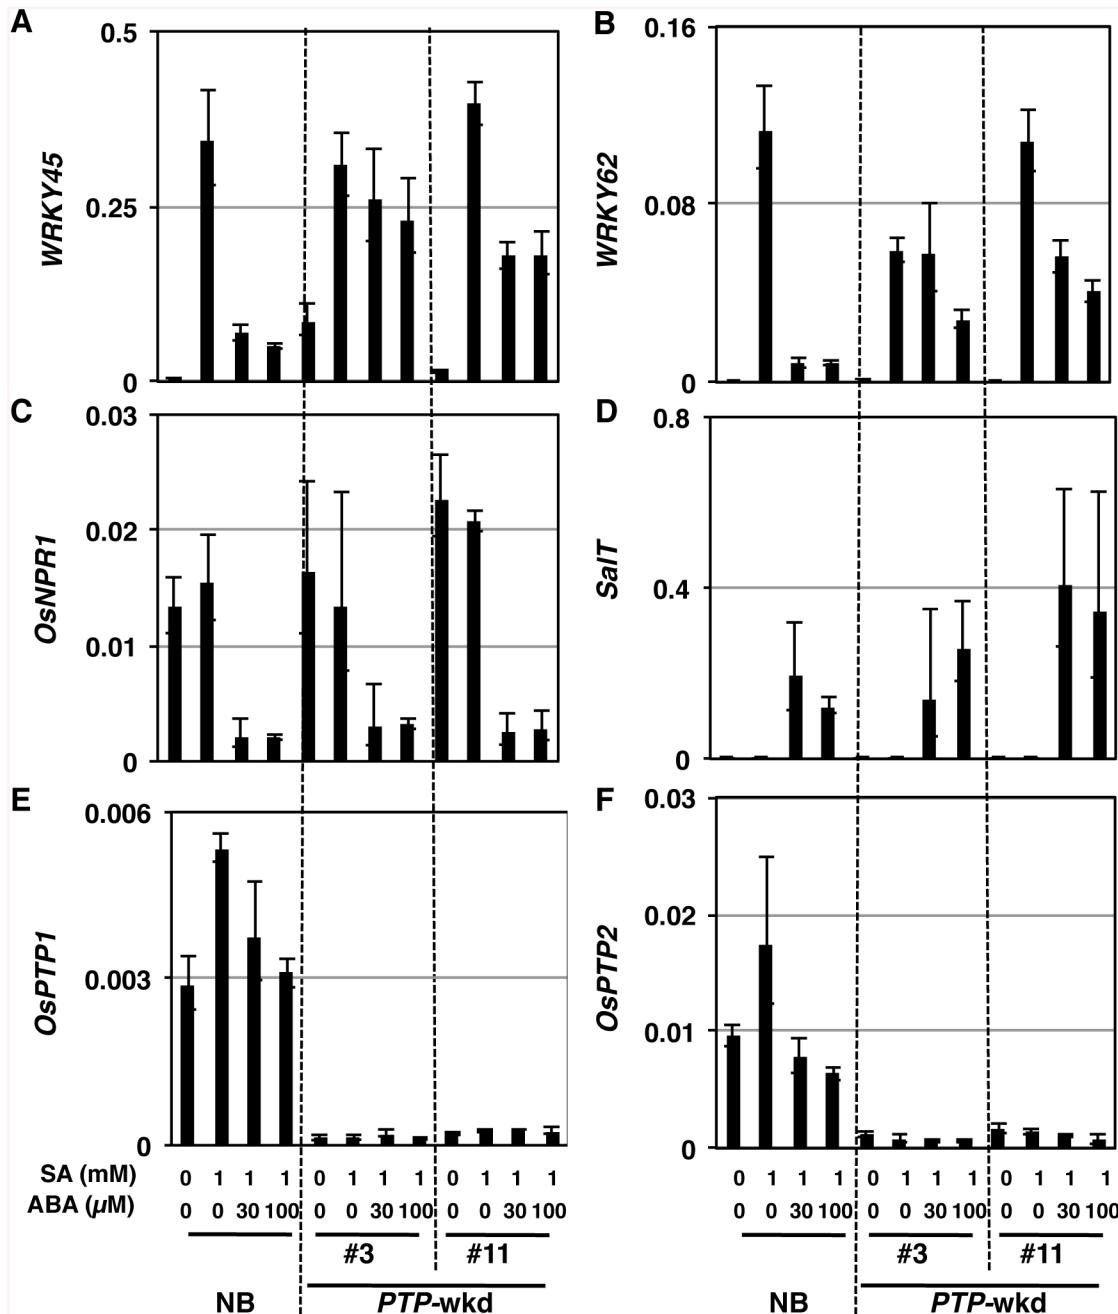 A
0.5
0.25
0
WRKY45
B
0.16
0.08
0
WRKY62
C
0.03
0.02
0.01
0
OsNPR1
D
0.8
0.4
0
SalT
E
0.006
0.003
0
OsPTP1
F
0.03
0.02
0.01
0
OsPTP2
SA (mM) 0 1 1 1 0 1 1 1 0 1 1 1
ABA (µM) 0 0 30 100 0 0 30 100 0 0 30 100
#3 #11
NB PTP-wkd
0 1 1 1 0 1 1 1 0 1 1 1
0 0 30 100 0 0 30 100 0 0 30 100
#3 #11
NB PTP-wkd